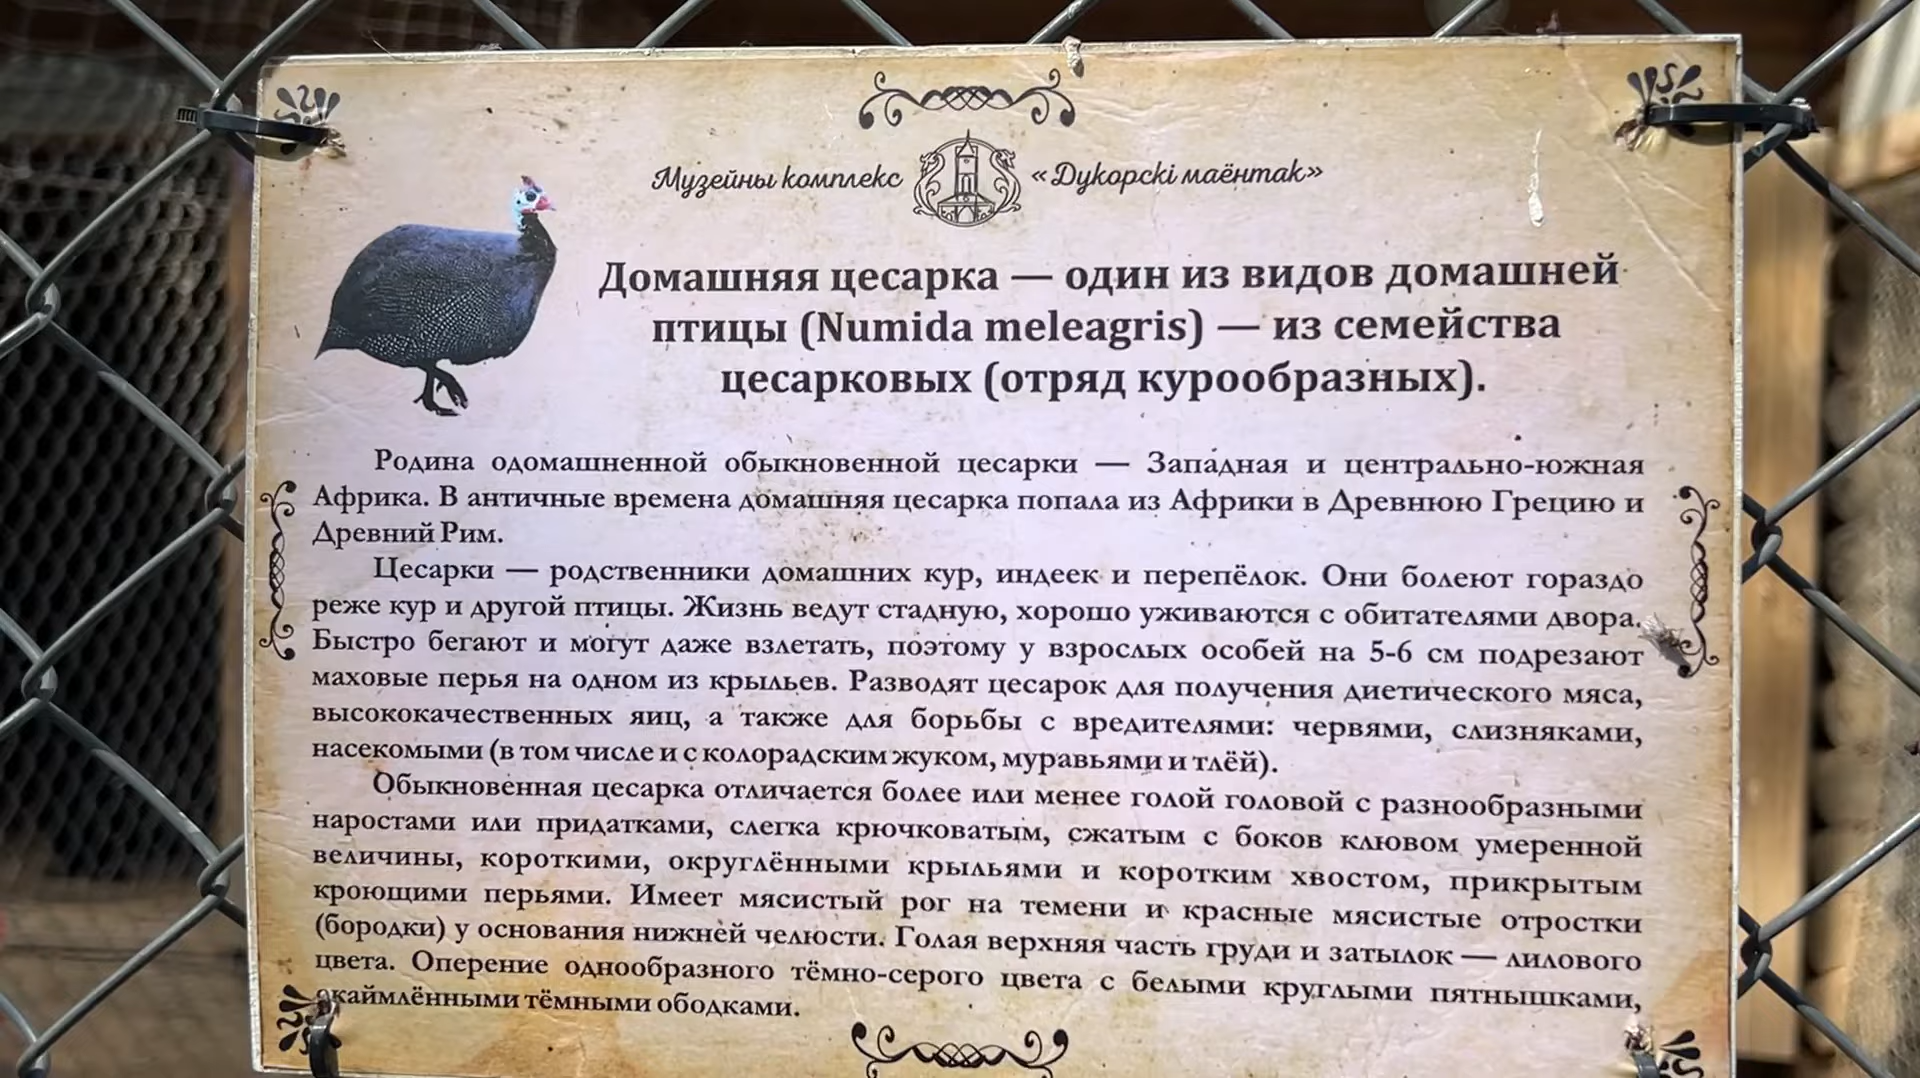 Музейны комплекс «Дукорскі маёнтак»
Домашняя цесарка — один из видов домашней
птицы (Numida meleagris) — из семейства
цесарковых (отряд курообразных).
Родина одомашненной обыкновенной цесарки — Западная и центрально-южная
Африка. В античные времена домашняя цесарка попала из Африки в Древнюю Грецию и
Древний Рим.
Цесарки — родственники домашних кур, индеек и перепёлок. Они болеют гораздо
реже кур и другой птицы. Жизнь ведут стадную, хорошо уживаются с обитателями двора.
Быстро бегают и могут даже взлетать, поэтому у взрослых особей на 5-6 см подрезают
маховые перья на одном из крыльев. Разводят цесарок для получения диетического мяса,
высококачественных яиц, а также для борьбы с вредителями: червями, слизняками,
насекомыми (в том числе и с колорадским жуком, муравьями и тлёй).
Обыкновенная цесарка отличается более или менее голой головой с разнообразными
наростами или придатками, слегка крючковатым, сжатым с боков клювом умеренной
величины, короткими, округлёнными крыльями и коротким хвостом, прикрытым
кроющими перьями. Имеет мясистый рог на темени и красные мясистые отростки
(бородки) у основания нижней челюсти. Голая верхняя часть груди и затылок — лилового
цвета. Оперение однообразного тёмно-серого цвета с белыми круглыми пятнышками,
окаймлёнными тёмными ободками.